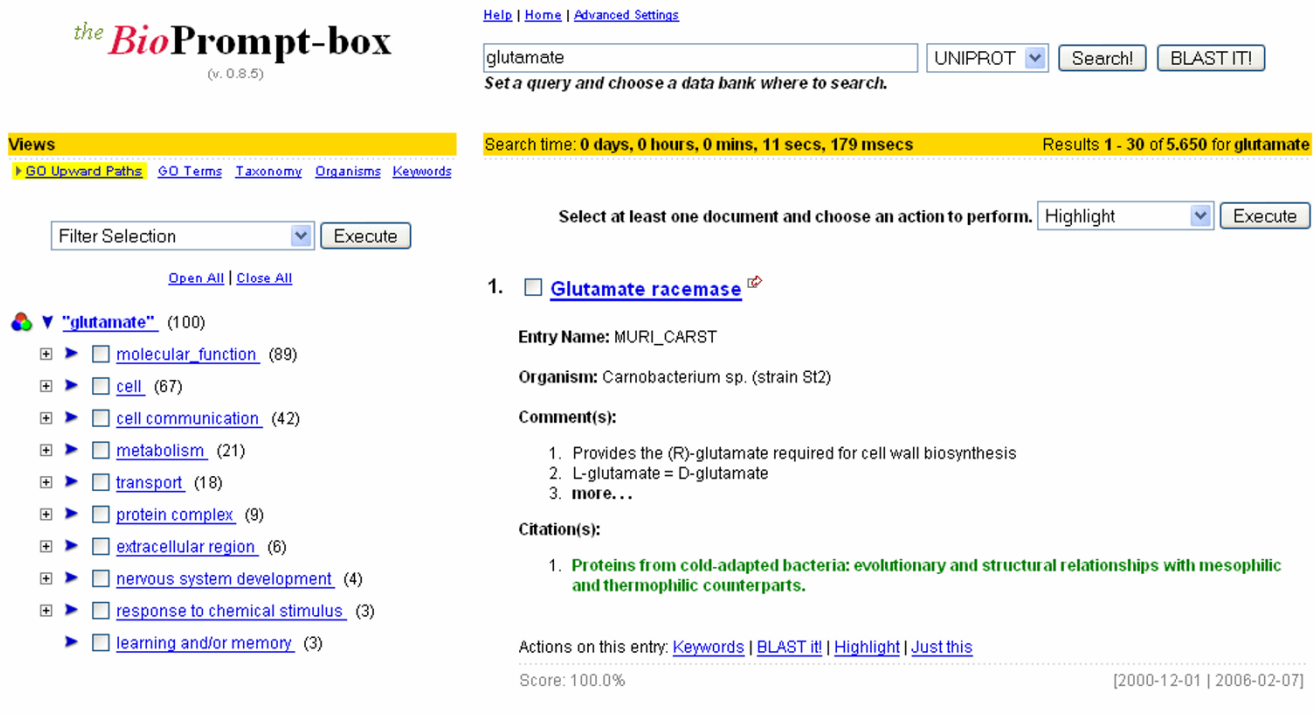 the BioPrompt-box
(v. 0.8.5)
Help | Home | Advanced Settings
glutamate UNIPROT Search! BLAST IT!
Set a query and choose a data bank where to search.
Views
GO Upward Paths GO Terms Taxonomy Organisms Keywords
Filter Selection Execute
Open All | Close All
"glutamate" (100)
molecular_function (89)
cell (67)
cell communication (42)
metabolism (21)
transport (18)
protein complex (9)
extracellular region (6)
nervous system development (4)
response to chemical stimulus (3)
learning and/or memory (3)
Search time: 0 days, 0 hours, 0 mins, 11 secs, 179 msecs Results 1 - 30 of 5.650 for glutamate
Select at least one document and choose an action to perform. Highlight Execute
1. Glutamate racemase
Entry Name: MURI_CARST
Organism: Carnobacterium sp. (strain St2)
Comment(s):
1. Provides the (R)-glutamate required for cell wall biosynthesis
2. L-glutamate = D-glutamate
3. more...
Citation(s):
1. Proteins from cold-adapted bacteria: evolutionary and structural relationships with mesophilic
and thermophilic counterparts.
Actions on this entry: Keywords | BLAST it! | Highlight | Just this
Score: 100.0% [2000-12-01 | 2006-02-07]